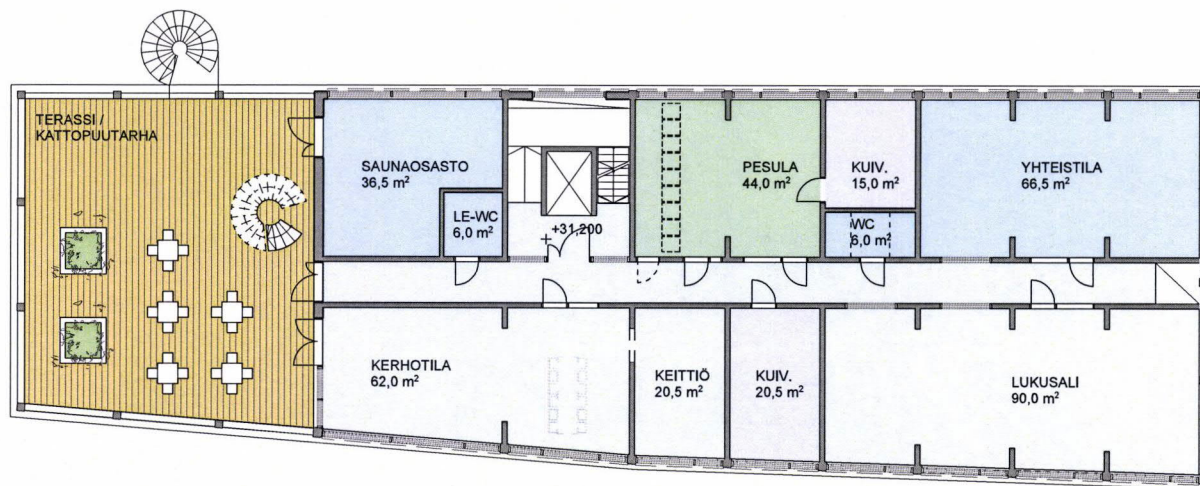 TERASSI /
KATTOPUUTARHA
SAUNAOSASTO
36,5 m²
LE-WC
6,0 m²
+31,200
PESULA
44,0 m²
KUIV.
15,0 m²
WC
6,0 m²
YHTEISTILA
66,5 m²
KERHOTILA
62,0 m²
KEITTIÖ
20,5 m²
KUIV.
20,5 m²
LUKUSALI
90,0 m²